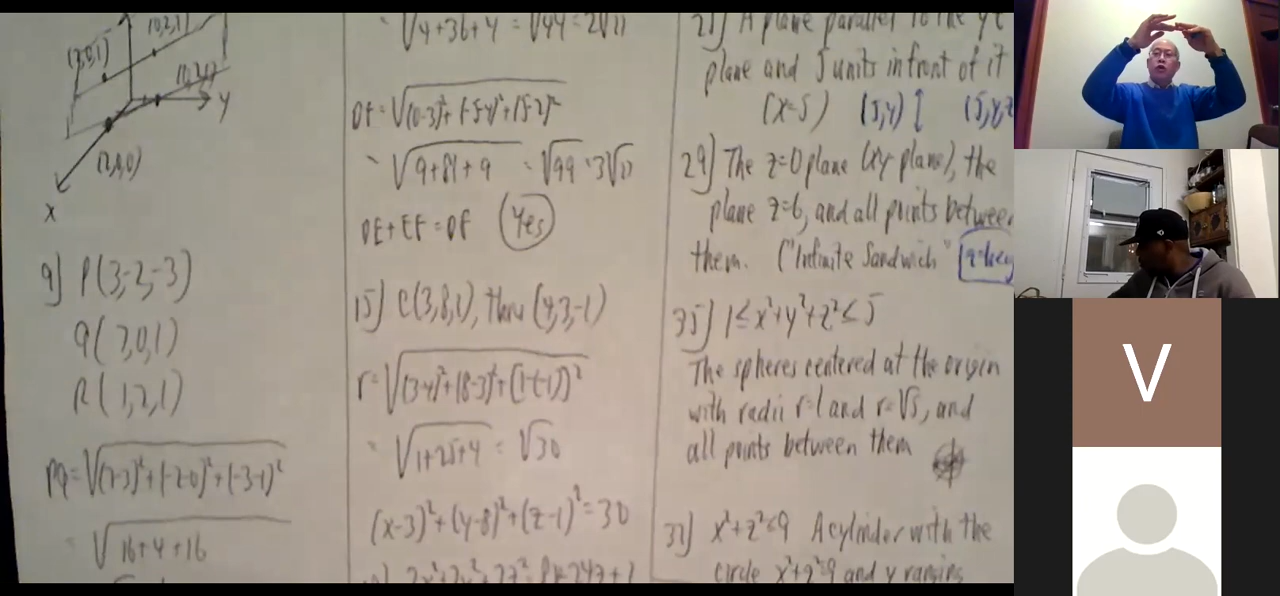 (3,0,1)
(0,2,1)
y
(2,0,0)
x
9) P(3,-2,-3)
Q(7,0,1)
R(1,2,1)
PQ=√(7-3)²+(-2-0)²+(-3-1)²
= √16+4+16
= √4+36+4 = √44 = 2√11
DF=√(0-3)²+(-5-4)²+(5-2)²
= √9+81+9 = √99 = 3√11
DE+EF=DF Yes
15) C(3,8,1), thru (4,3,-1)
r=√(3-4)²+(8-3)²+(1-(-1))²
= √1+25+4 = √30
(x-3)²+(y-8)²+(z-1)²=30
A plane parallel to the yz
plane and 5 units in front of it
(x=5) (5,y) (5,y,z
29) The z=0 plane (xy plane), the
plane z=6, and all points between
them. ("Infinite Sandwich"
35) 1≤x²+y²+z²≤5
The spheres centered at the origin
with radii r=1 and r=√5, and
all points between them
x²+z²≤9 A cylinder with the
circle x²+z²=9 and y ranging
V